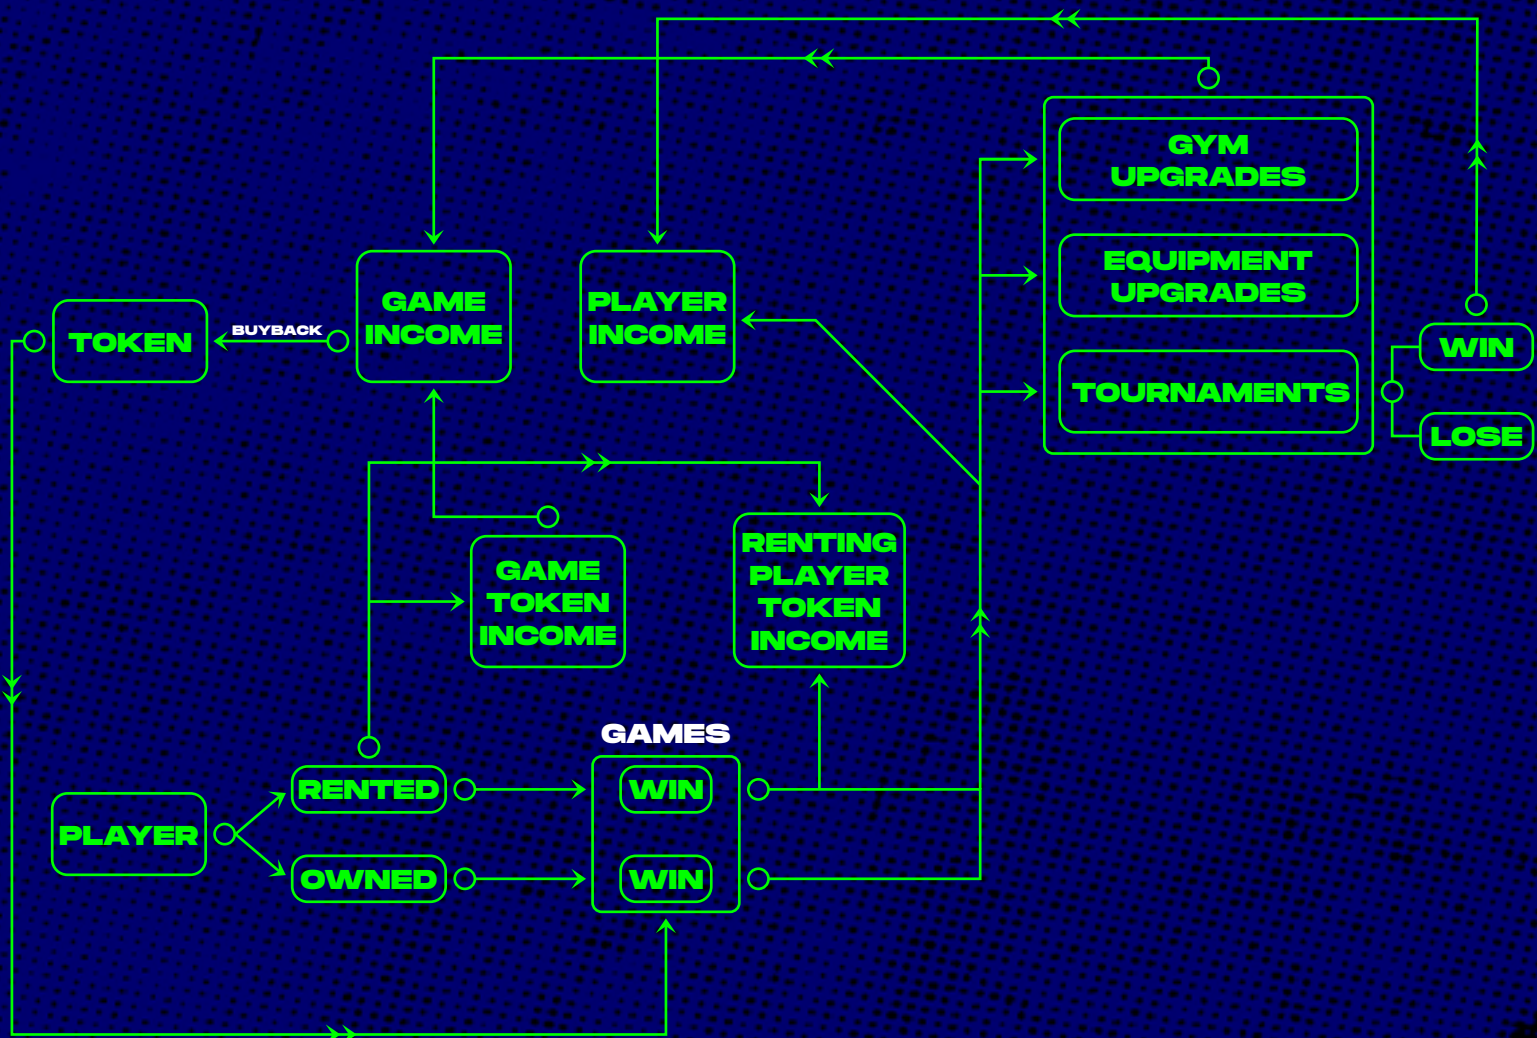 GYM
UPGRADES
EQUIPMENT
UPGRADES
TOURNAMENTS
WIN
LOSE
GAME
INCOME
PLAYER
INCOME
TOKEN
BUYBACK
GAME
TOKEN
INCOME
RENTING
PLAYER
TOKEN
INCOME
GAMES
RENTED
WIN
PLAYER
OWNED
WIN